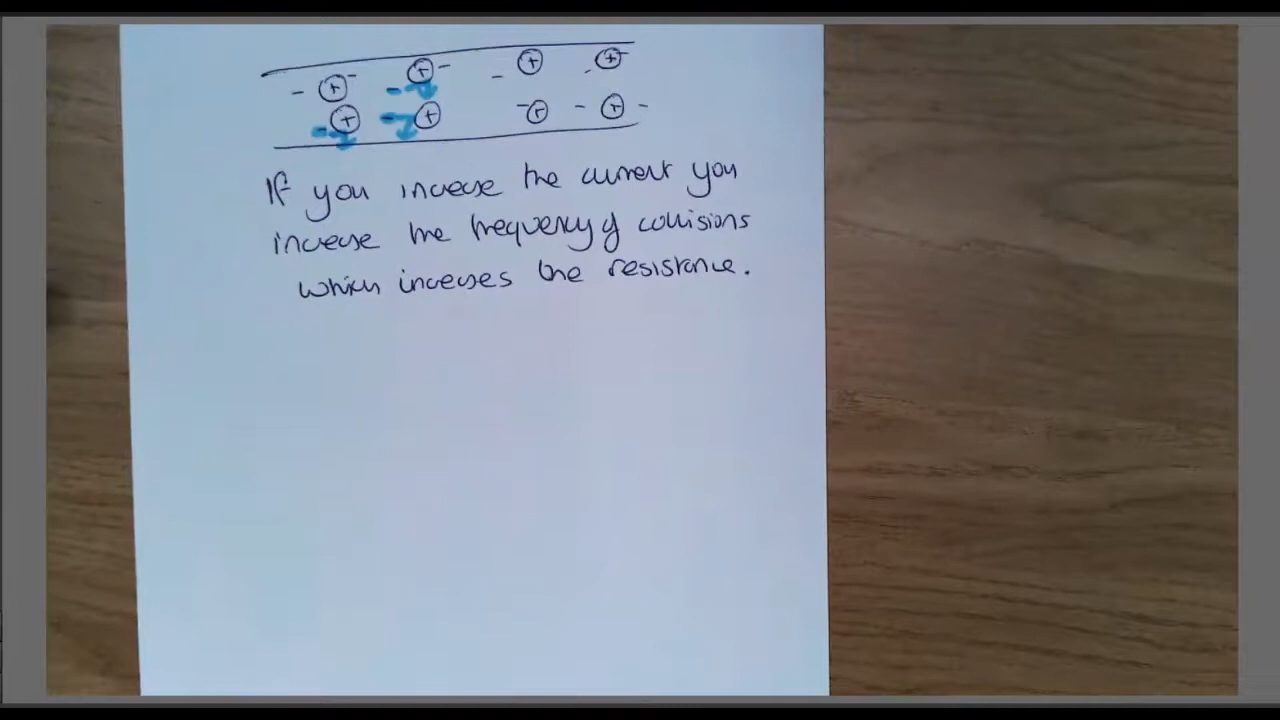 If you increase the current you
increase the frequency of collisions
which increases the resistance.